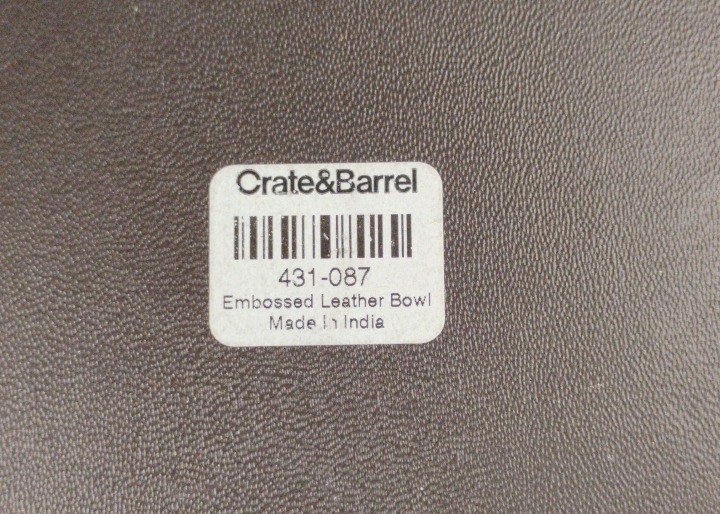 Crate&Barrel
431-087
Embossed Leather Bowl
Made In India